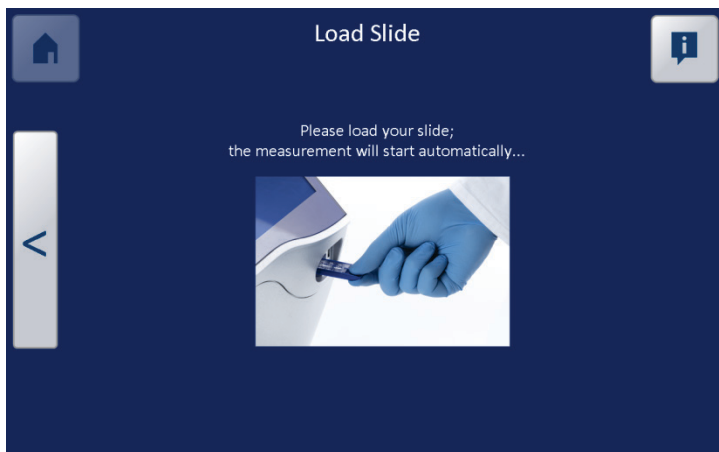 Load Slide
i
Please load your slide;
the measurement will start automatically...
<